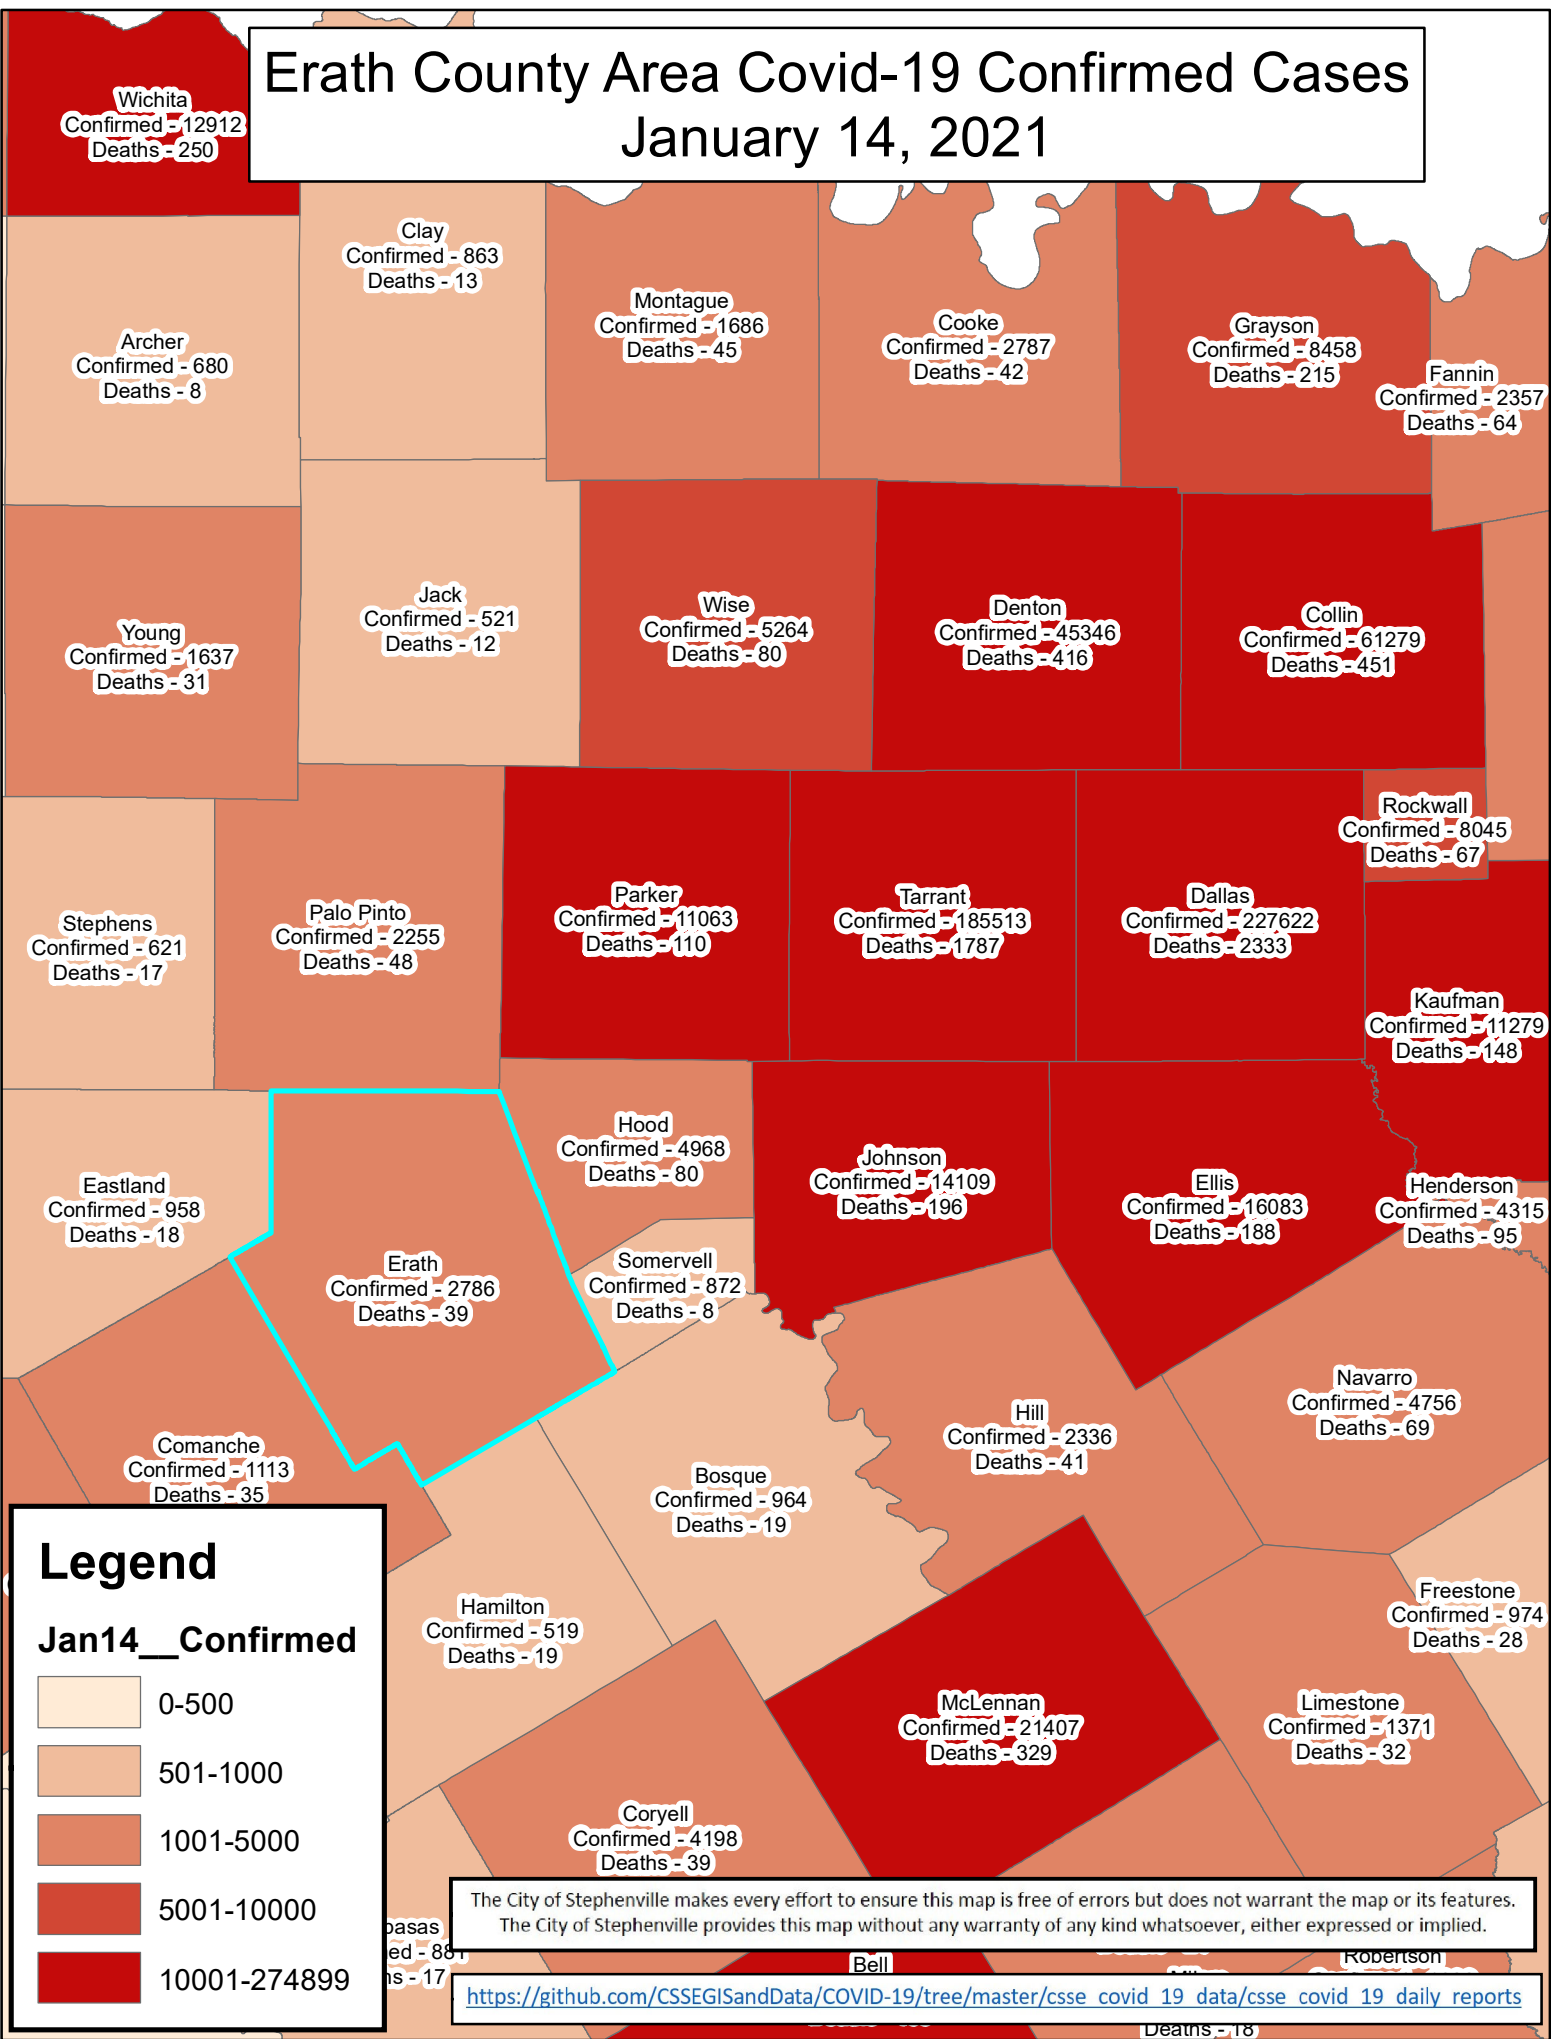 Erath County Area Covid-19 Confirmed Cases
January 14, 2021
Wichita
Confirmed - 12912
Deaths - 250
Clay
Confirmed - 863
Deaths - 13
Archer
Confirmed - 680
Deaths - 8
Montague
Confirmed - 1686
Deaths - 45
Cooke
Confirmed - 2787
Deaths - 42
Grayson
Confirmed - 8458
Deaths - 215
Fannin
Confirmed - 2357
Deaths - 64
Young
Confirmed - 1637
Deaths - 31
Jack
Confirmed - 521
Deaths - 12
Wise
Confirmed - 5264
Deaths - 80
Denton
Confirmed - 45346
Deaths - 416
Collin
Confirmed - 61279
Deaths - 451
Rockwall
Confirmed - 8045
Deaths - 67
Stephens
Confirmed - 621
Deaths - 17
Palo Pinto
Confirmed - 2255
Deaths - 48
Parker
Confirmed - 11063
Deaths - 110
Tarrant
Confirmed - 185513
Deaths - 1787
Dallas
Confirmed - 227622
Deaths - 2333
Kaufman
Confirmed - 11279
Deaths - 148
Eastland
Confirmed - 958
Deaths - 18
Erath
Confirmed - 2786
Deaths - 39
Hood
Confirmed - 4968
Deaths - 80
Somervell
Confirmed - 872
Deaths - 8
Johnson
Confirmed - 14109
Deaths - 196
Ellis
Confirmed - 16083
Deaths - 188
Henderson
Confirmed - 4315
Deaths - 95
Comanche
Confirmed - 1113
Deaths - 35
Bosque
Confirmed - 964
Deaths - 19
Hill
Confirmed - 2336
Deaths - 41
Navarro
Confirmed - 4756
Deaths - 69
Hamilton
Confirmed - 519
Deaths - 19
Freestone
Confirmed - 974
Deaths - 28
McLennan
Confirmed - 21407
Deaths - 329
Limestone
Confirmed - 1371
Deaths - 32
Coryell
Confirmed - 4198
Deaths - 39
Legend
Jan14__Confirmed
0-500
501-1000
1001-5000
5001-10000
10001-274899
pasas
ed - 881
ns - 17
The City of Stephenville makes every effort to ensure this map is free of errors but does not warrant the map or its features.
The City of Stephenville provides this map without any warranty of any kind whatsoever, either expressed or implied.
Bell
Robertson
https://github.com/CSSEGISandData/COVID-19/tree/master/csse_covid_19_data/csse_covid_19_daily_reports
Deaths - 18